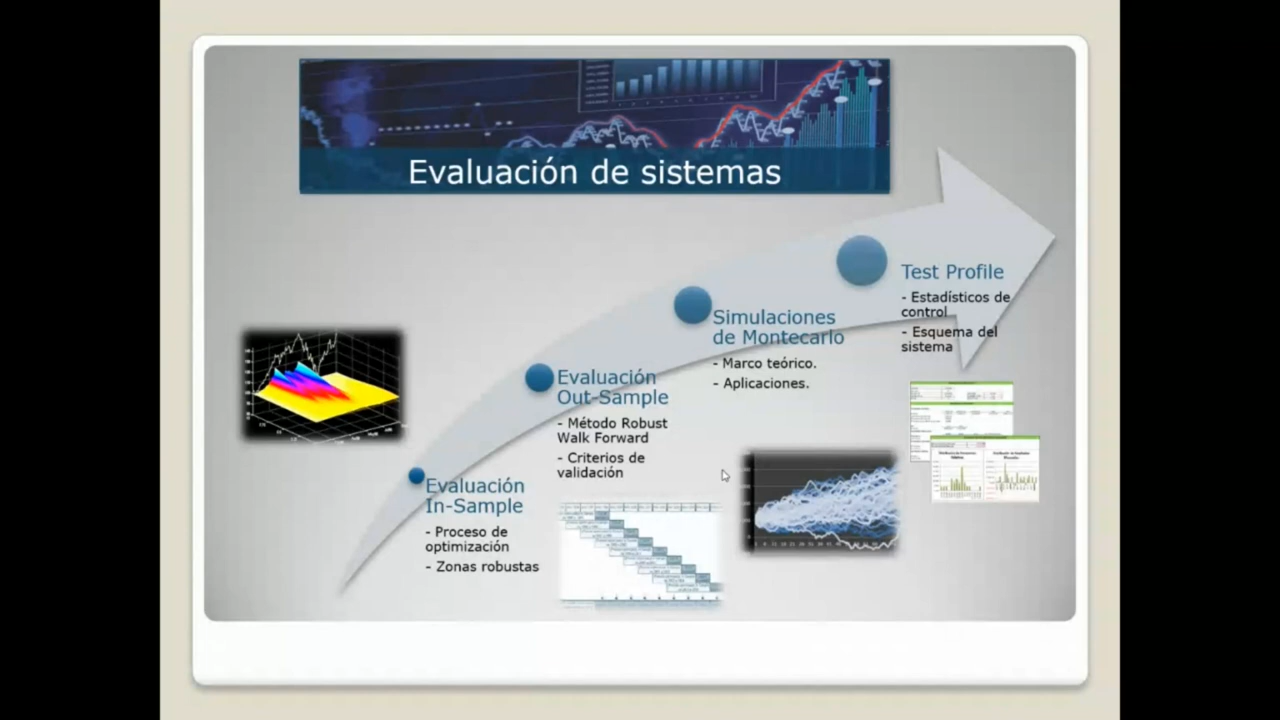 Evaluación de sistemas
Evaluación
In-Sample
- Proceso de
optimización
- Zonas robustas
Evaluación
Out-Sample
- Método Robust
Walk Forward
- Criterios de
validación
Simulaciones
de Montecarlo
- Marco teórico.
- Aplicaciones.
Test Profile
- Estadísticos de
control
- Esquema del
sistema